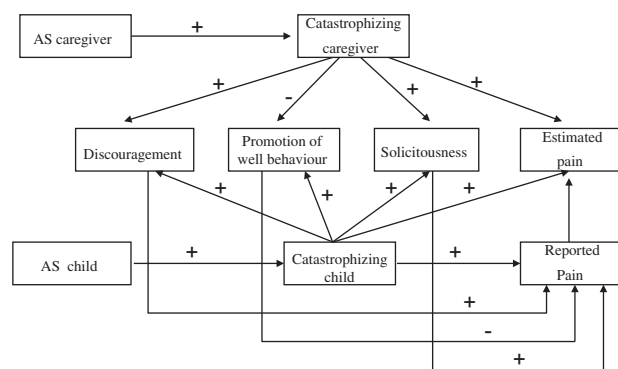 AS caregiver
+
Catastrophizing
caregiver
+
-
+
+
Discouragement
Promotion of
well behaviour
Solicitousness
Estimated
pain
+
+
+
+
AS child
+
Catastrophizing
child
+
Reported
Pain
+
-
+